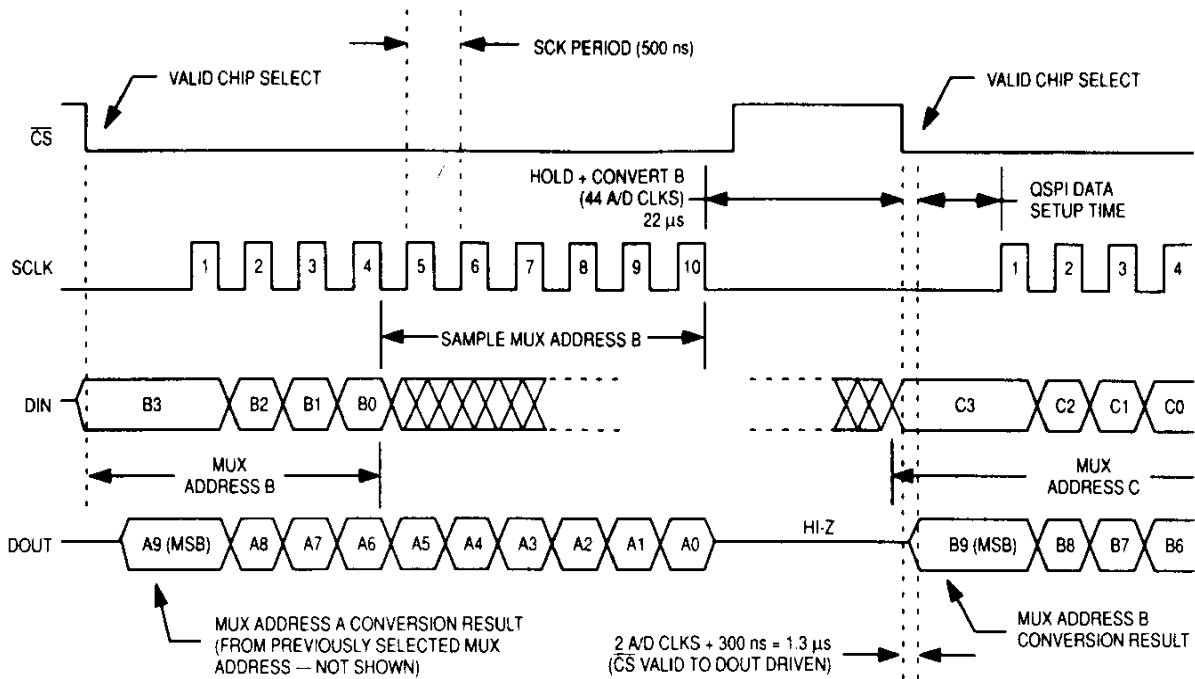 SCK PERIOD (500 ns)
VALID CHIP SELECT
VALID CHIP SELECT
CS
HOLD + CONVERT B
(44 A/D CLKS)
22 µs
QSPI DATA
SETUP TIME
SCLK
1 2 3 4 5 6 7 8 9 10 1 2 3 4
SAMPLE MUX ADDRESS B
DIN
B3 B2 B1 B0 C3 C2 C1 C0
MUX
ADDRESS B
MUX
ADDRESS C
HI-Z
DOUT
A9 (MSB) A8 A7 A6 A5 A4 A3 A2 A1 A0 B9 (MSB) B8 B7 B6
MUX ADDRESS A CONVERSION RESULT
(FROM PREVIOUSLY SELECTED MUX
ADDRESS — NOT SHOWN)
2 A/D CLKS + 300 ns = 1.3 µs
(CS VALID TO DOUT DRIVEN)
MUX ADDRESS B
CONVERSION RESULT